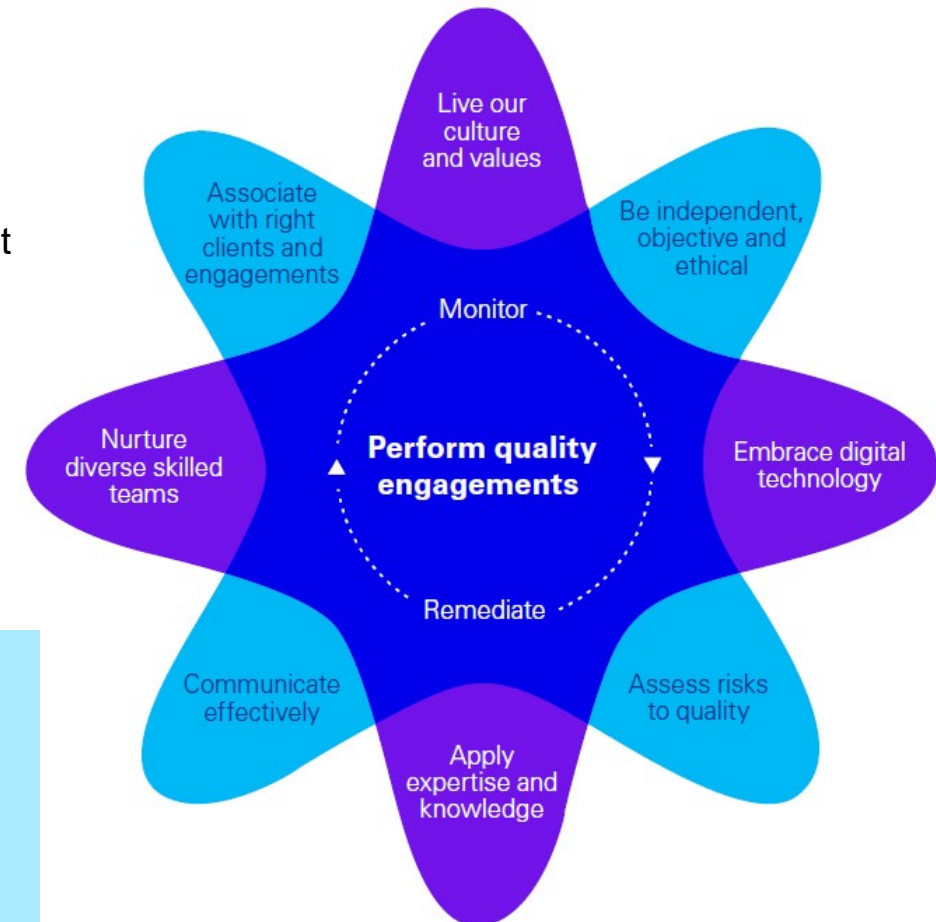 Live our
culture
and values
Be independent,
objective and
ethical
Embrace digital
technology
Assess risks
to quality
Apply
expertise and
knowledge
Communicate
effectively
Nurture
diverse skilled
teams
Associate
with right
clients and
engagements
Monitor
Perform quality
engagements
Remediate
t